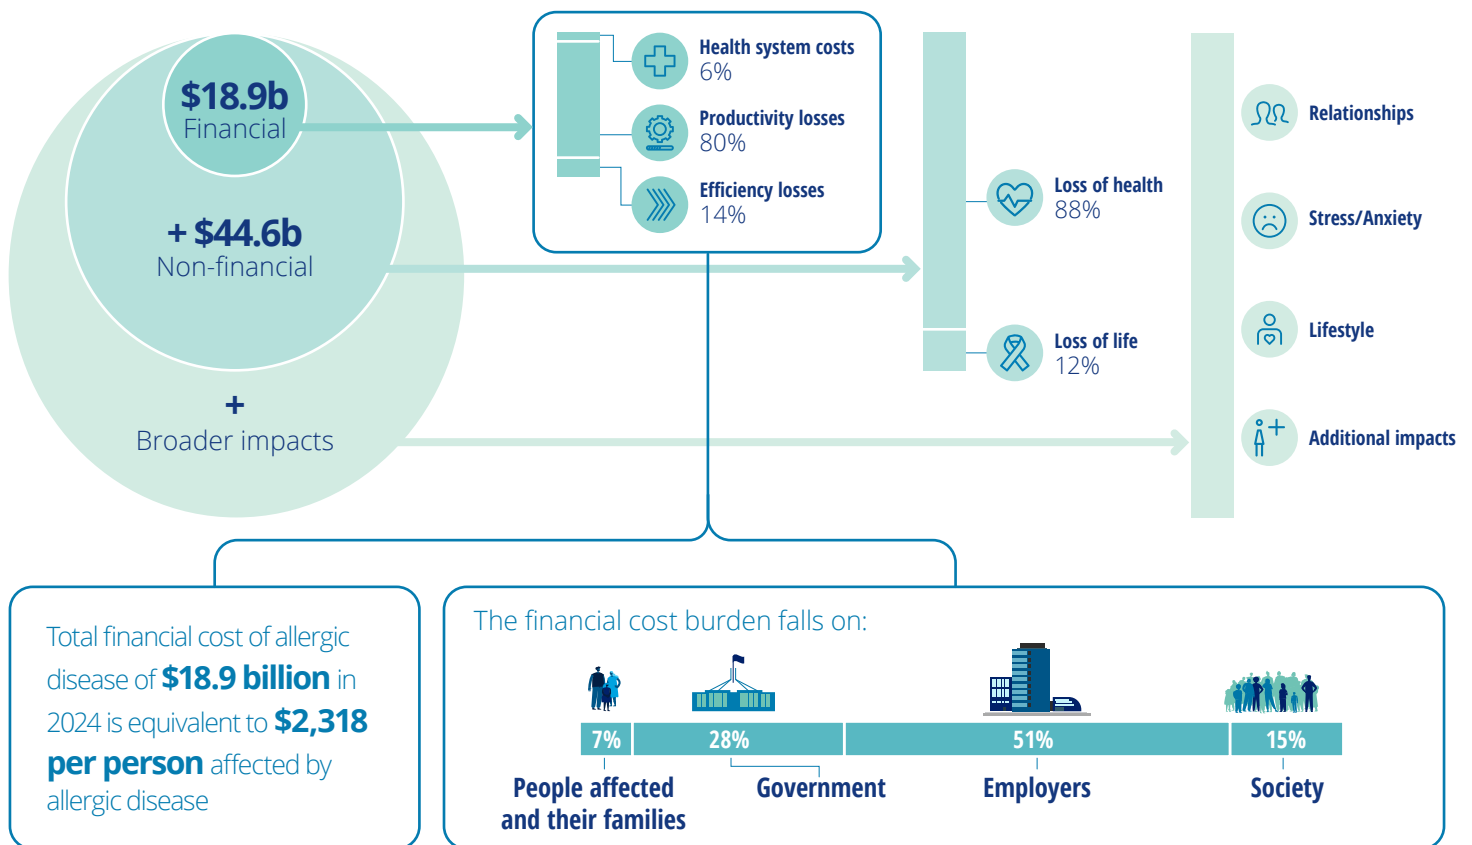 $18.9b
Financial
+ $44.6b
Non-financial
+
Broader impacts
Health system costs
6%
Productivity losses
80%
Efficiency losses
14%
Loss of health
88%
Loss of life
12%
Relationships
Stress/Anxiety
Lifestyle
Additional impacts
Total financial cost of allergic
disease of $18.9 billion in
2024 is equivalent to $2,318
per person affected by
allergic disease
The financial cost burden falls on:
7%
28%
51%
15%
People affected
and their families
Government
Employers
Society